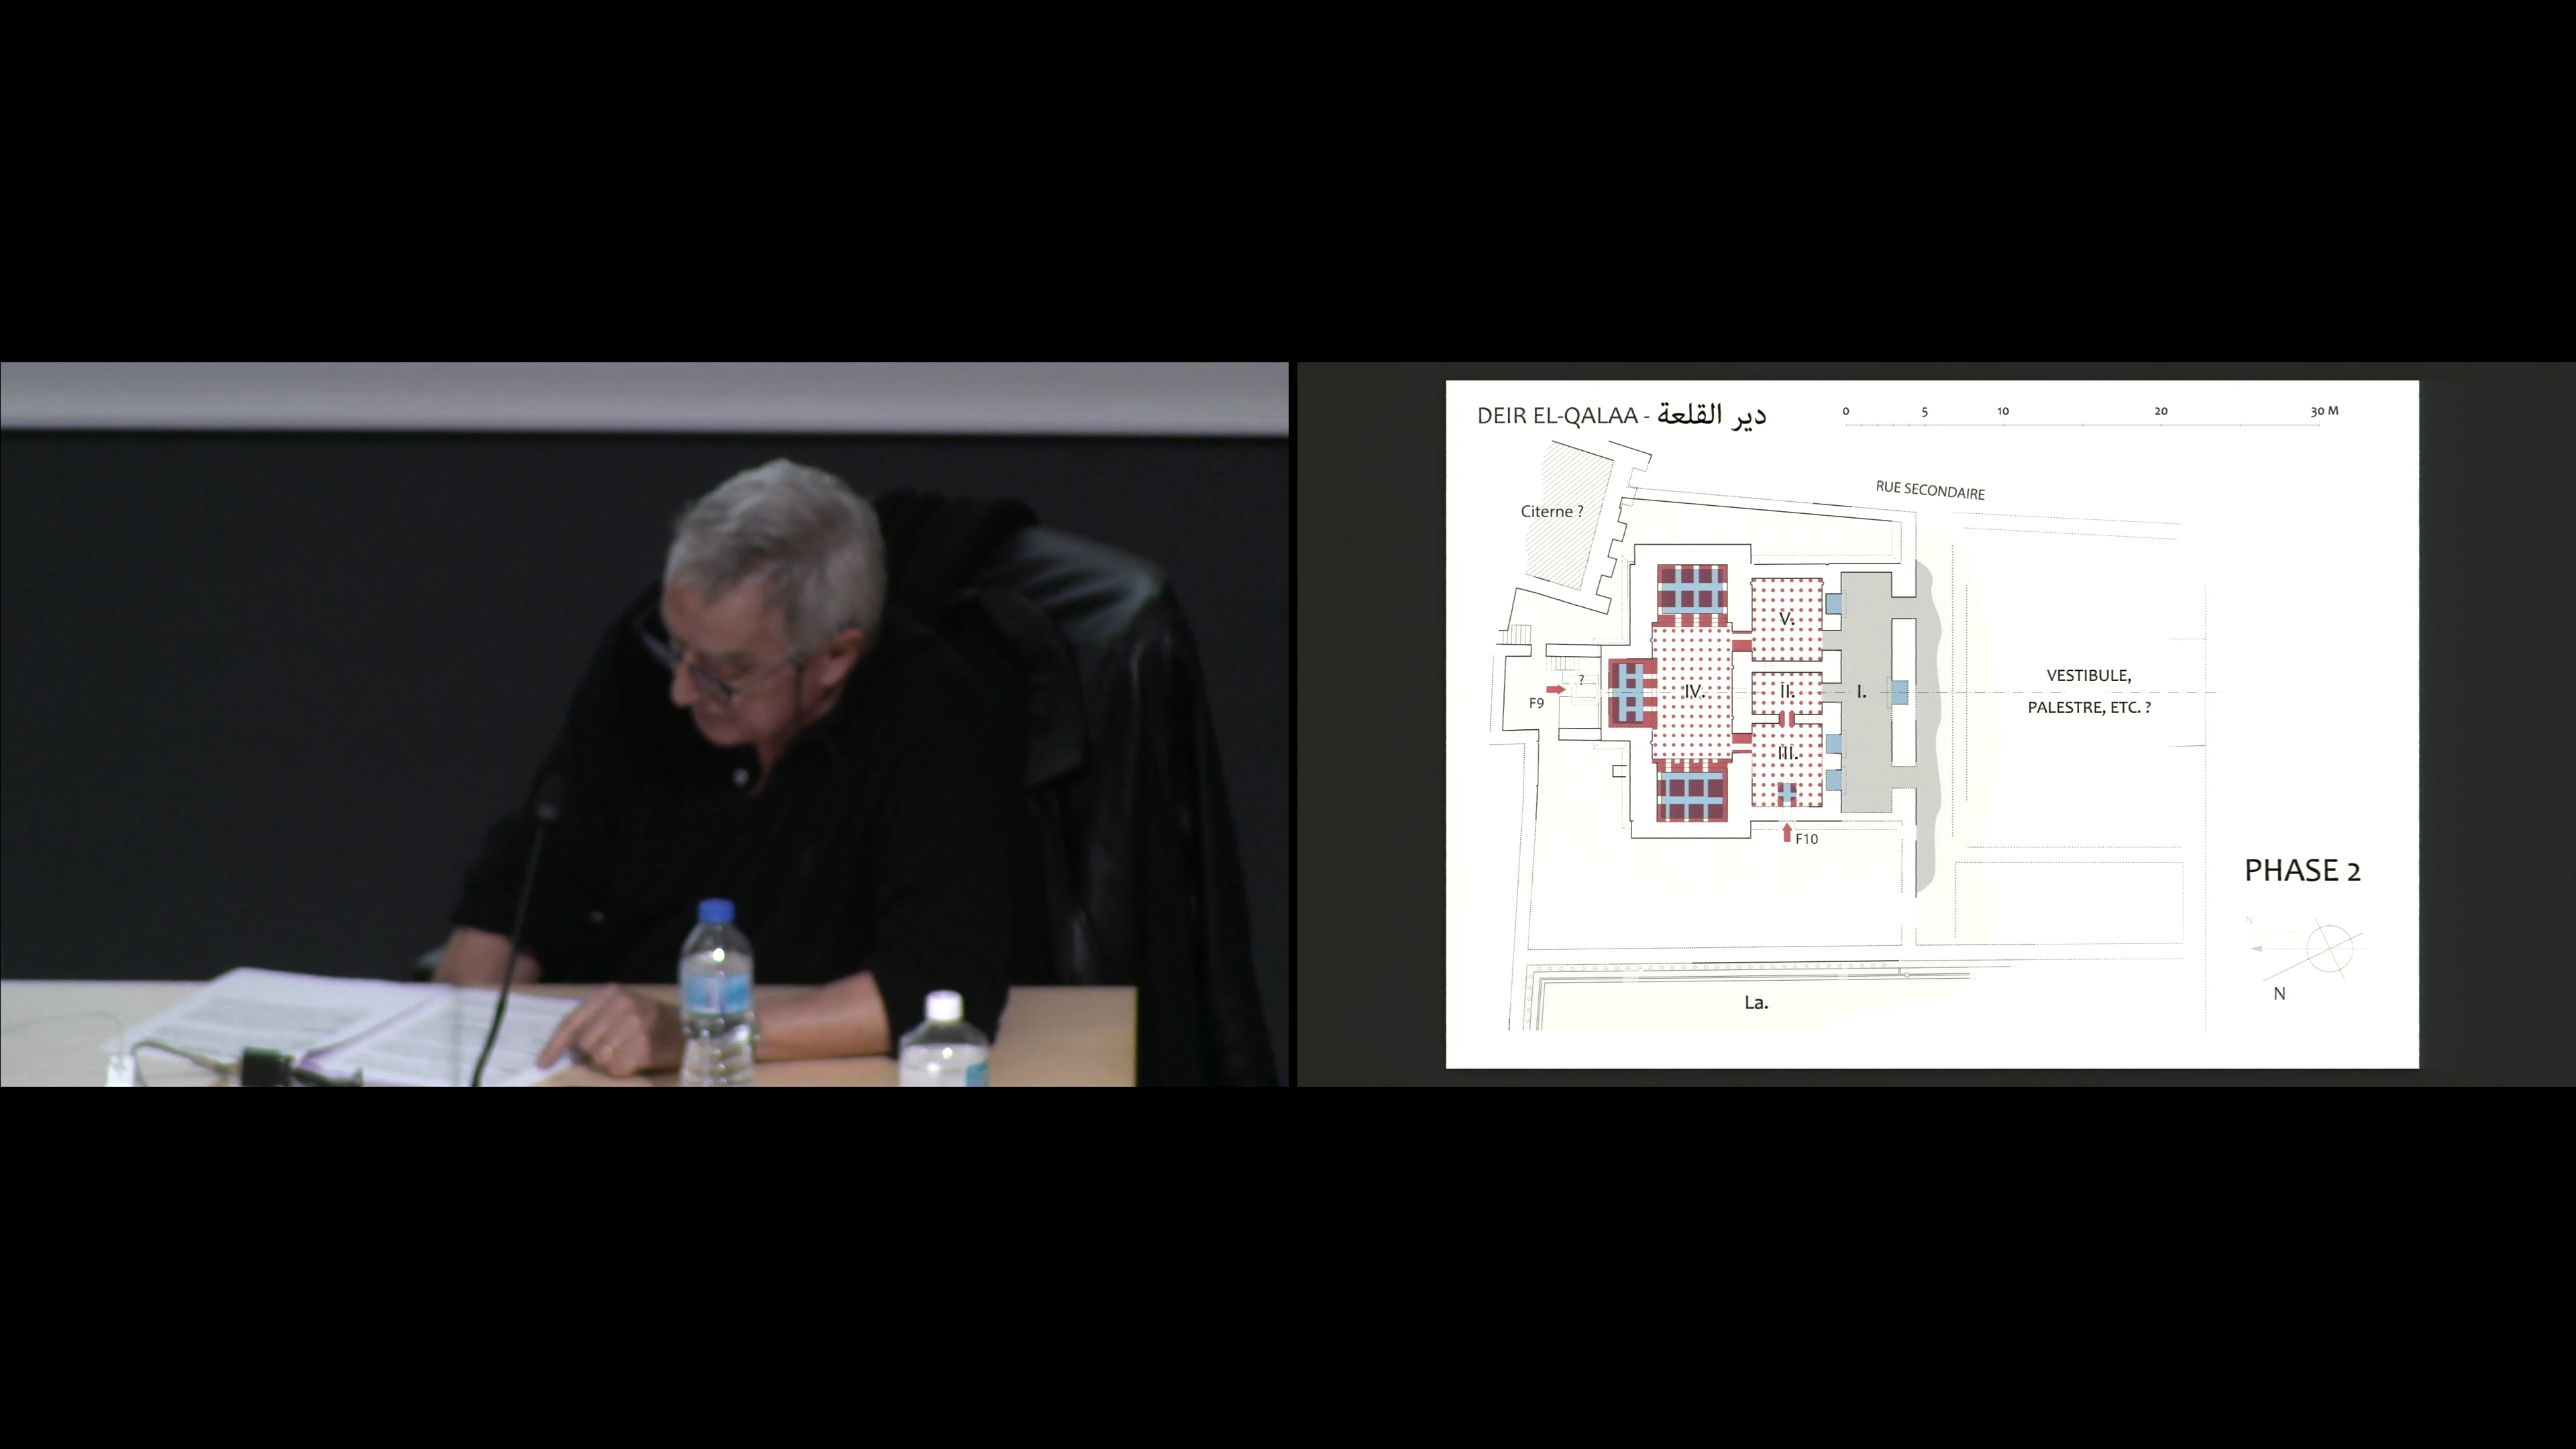 DEIR EL-QALAA - دير القلعة
0 5 10 20 30 M
RUE SECONDAIRE
Citerne ?
V.
?
IV.
II.
I.
F9
VESTIBULE,
PALESTRE, ETC. ?
III.
F10
PHASE 2
N
La.